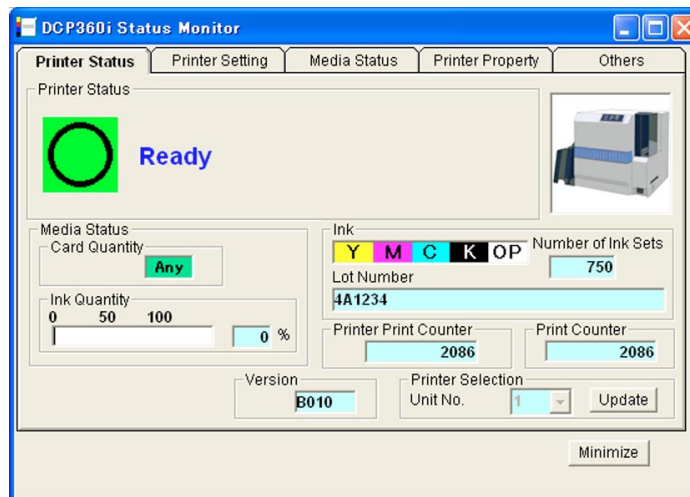 DCP360i Status Monitor
Printer Status Printer Setting Media Status Printer Property Others
Printer Status
Ready
Media Status
Card Quantity
Any
Ink Quantity
0 50 100
0 %
Ink
Y M C K OP
Number of Ink Sets
750
Lot Number
4A1234
Printer Print Counter
2086
Print Counter
2086
Version
B010
Printer Selection
Unit No. 1 Update
Minimize